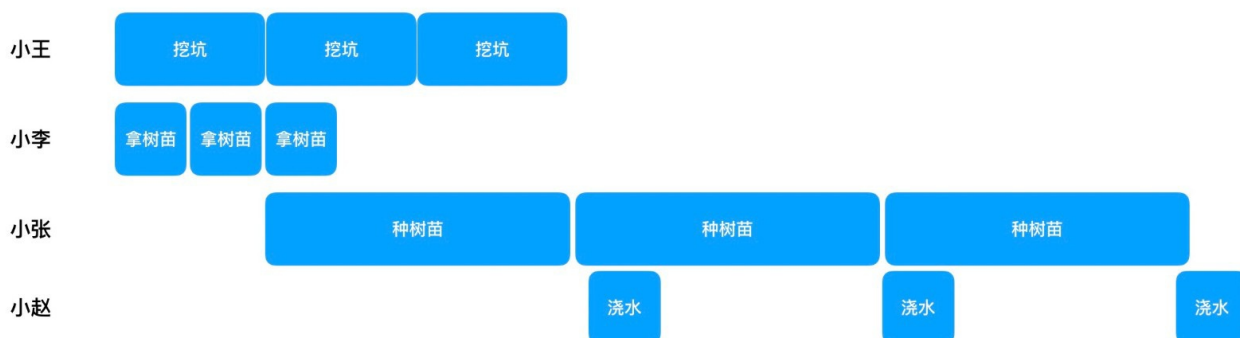 小王 挖坑 挖坑 挖坑
小李 拿树苗 拿树苗 拿树苗
小张 种树苗 种树苗 种树苗
小赵 浇水 浇水 浇水